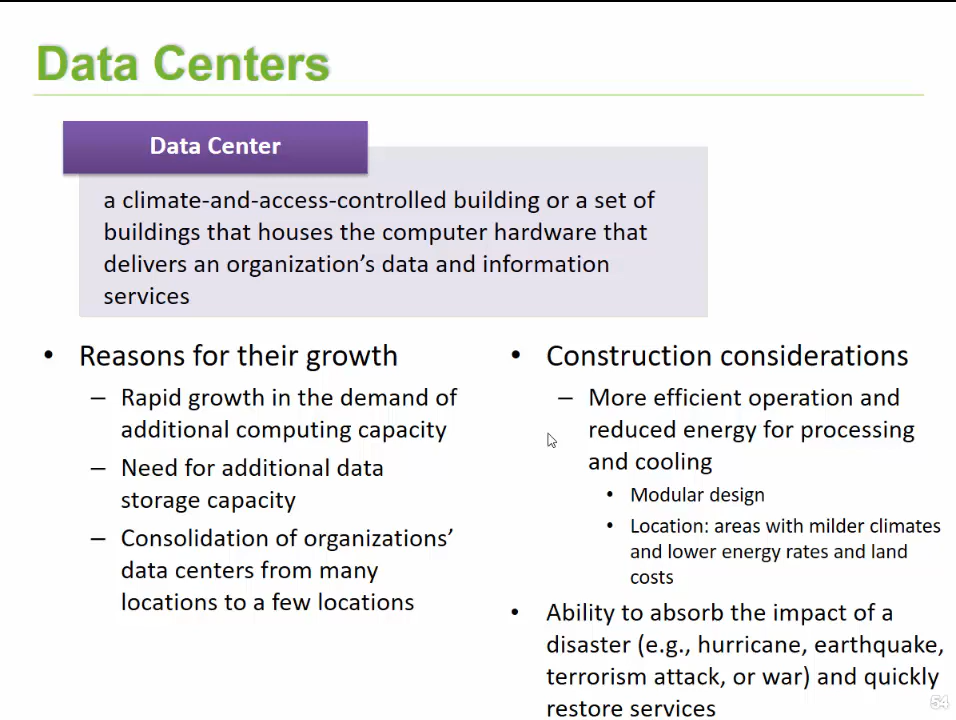 Data Centers
Data Center
a climate-and-access-controlled building or a set of
buildings that houses the computer hardware that
delivers an organization’s data and information
services
• Reasons for their growth
– Rapid growth in the demand of
additional computing capacity
– Need for additional data
storage capacity
– Consolidation of organizations’
data centers from many
locations to a few locations
• Construction considerations
– More efficient operation and
reduced energy for processing
and cooling
• Modular design
• Location: areas with milder climates
and lower energy rates and land
costs
• Ability to absorb the impact of a
disaster (e.g., hurricane, earthquake,
terrorism attack, or war) and quickly
restore services
54